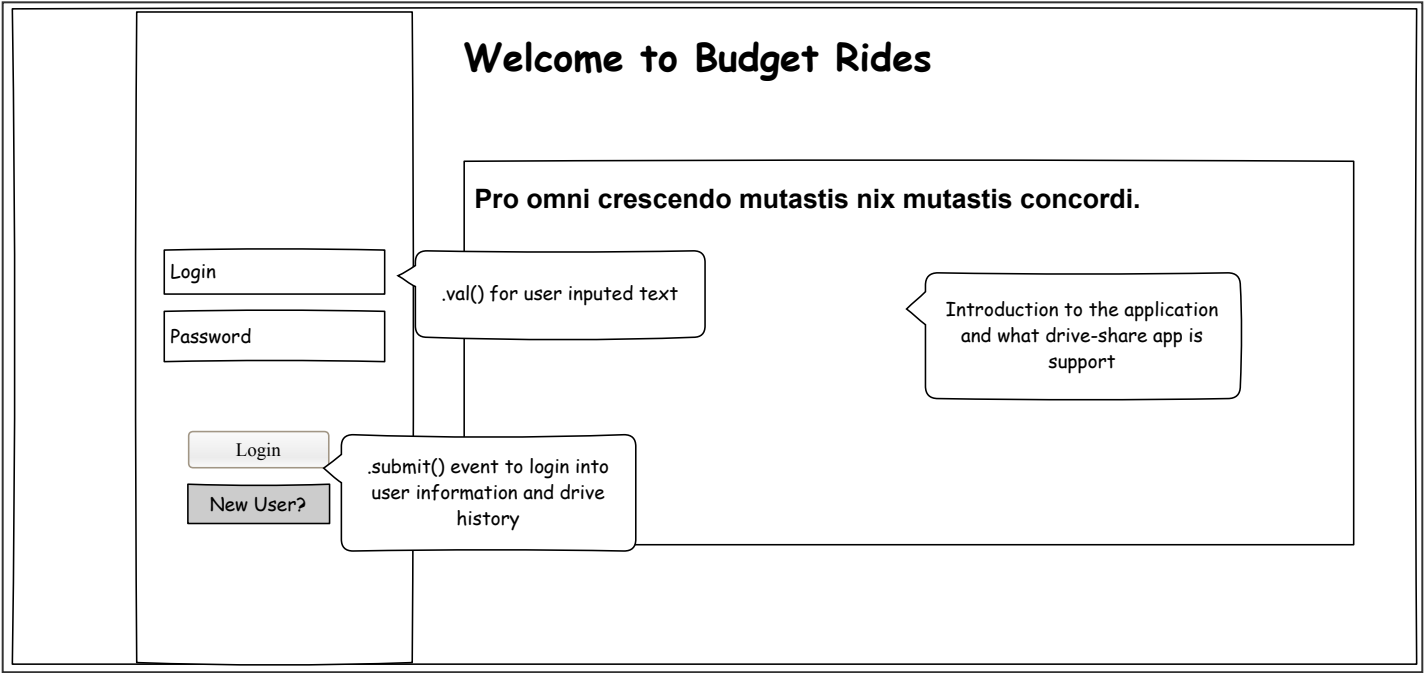 Welcome to Budget Rides
Pro omni crescendo mutastis nix mutastis concordi.
Login
Password
.val() for user inputed text
Introduction to the application
and what drive-share app is
support
Login
New User?
.submit() event to login into
user information and drive
history